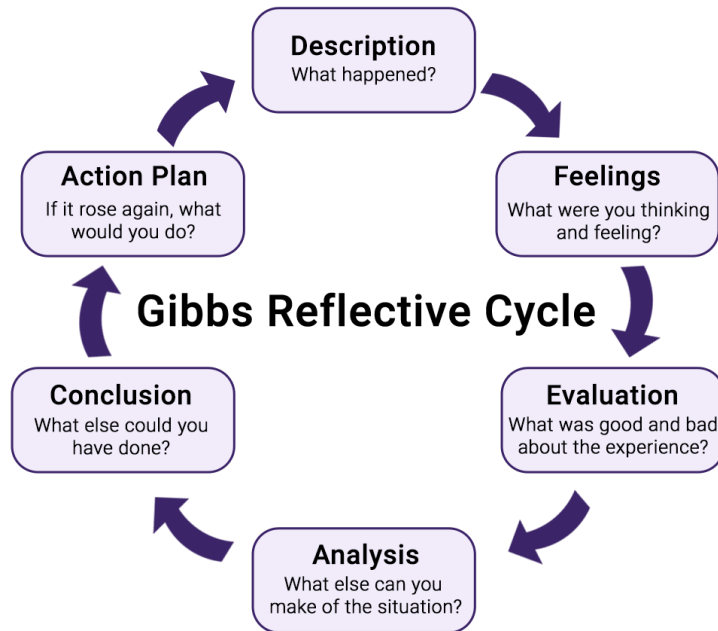 Description
What happened?
Feelings
What were you thinking
and feeling?
Evaluation
What was good and bad
about the experience?
Analysis
What else can you
make of the situation?
Conclusion
What else could you
have done?
Action Plan
If it rose again, what
would you do?
Gibbs Reflective Cycle